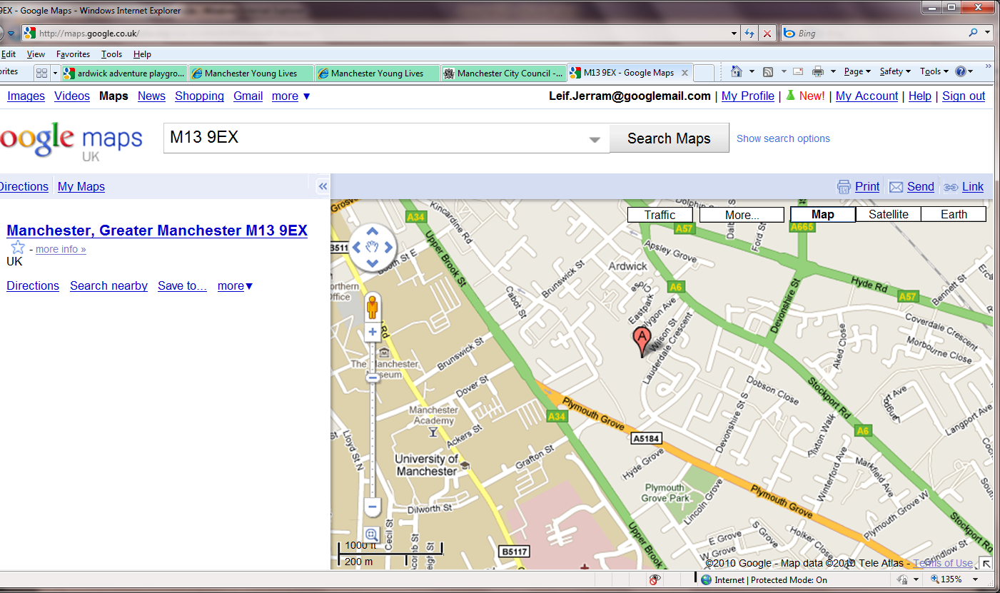 9EX - Google Maps - Windows Internet Explorer
http://maps.google.co.uk/
Bing
Edit View Favorites Tools Help
orites
ardwick adventure playgro...
Manchester Young Lives
Manchester Young Lives
Manchester City Council -...
M13 9EX - Google Maps
Page Safety Tools
Images Videos Maps News Shopping Gmail more ▼
Leif.Jerram@googlemail.com | My Profile | New! | My Account | Help | Sign out
oogle maps
UK
M13 9EX
Search Maps
Show search options
Directions My Maps
«
Print Send Link
Manchester, Greater Manchester M13 9EX
- more info »
UK
Directions Search nearby Save to... more▼
Traffic More... Map Satellite Earth
Grosv
A34
Kincardine Rd
Dolphin
A57
Ford St
A665
B511
Upper Brook St
Apsley Grove
Booth St E
Ardwick
Brunswick St
Cabot St
A6
Hyde Rd
A57
Bennett St
Devonshire St
orthern
Office
Eastpark
Close
Polygon Ave
Wilson St
Lauderdale Crescent
Coverdale Crescent
Morbourne Close
Aked Close
Rd
A
The Manchester
Museum
Brunswick St
Dover St
Manchester
Academy
Ackers St
A34
Plymouth Grove
Dobson Close
Stockport Rd
Port Ave
Langport Ave
A6
A5184
Devonshire St S
Lloyd St N
University of
Manchester
Grafton St
Hyde Grove
Winterford Ave
Markfield Ave
Plymouth
Grove Park
Lincoln Grove
Plymouth Grove
Plymouth Grove W
Dilworth St
Cecil St
Upper Brook
Stockport Rd
E Grove
W Grove
S Grove
Holker Close
Grindlow St
B5117
1000 ft
200 m
©2010 Google - Map data ©2010 Tele Atlas - Terms of Use
Internet | Protected Mode: On
135%